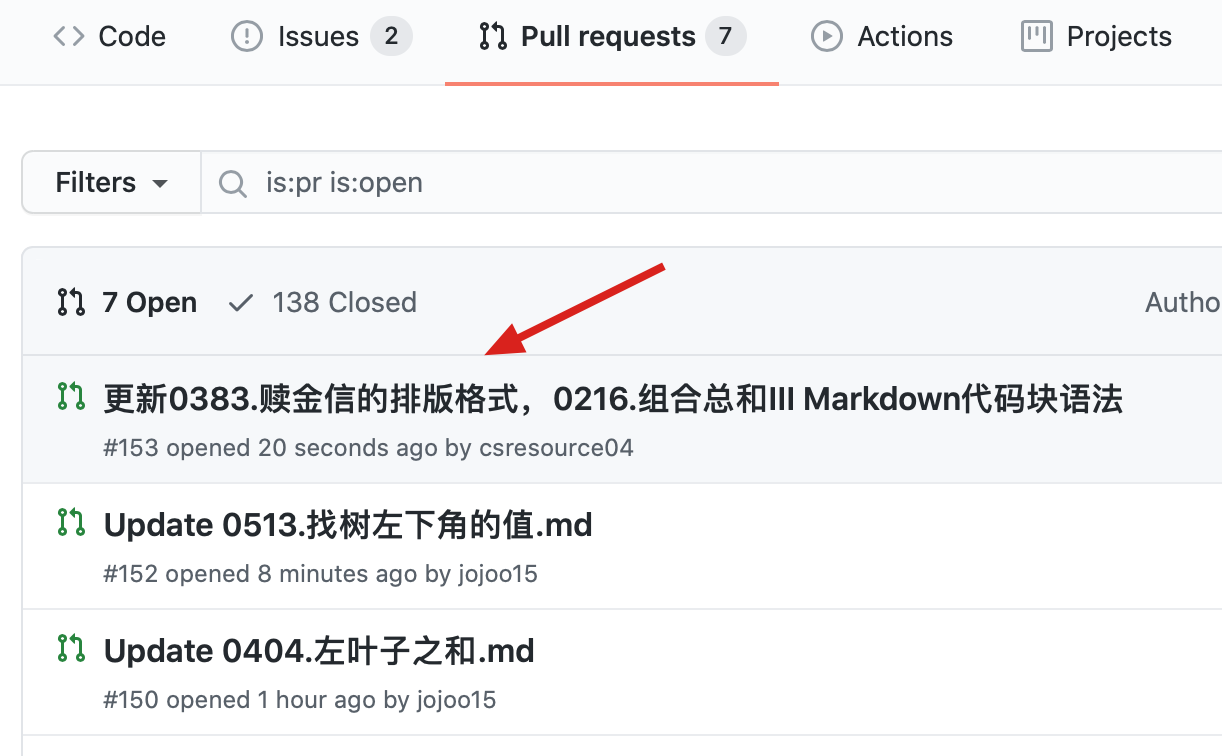 Code Issues 2 Pull requests 7 Actions Projects
Filters is:pr is:open
7 Open 138 Closed Autho
更新0383.赎金信的排版格式，0216.组合总和III Markdown代码块语法
#153 opened 20 seconds ago by csresource04
Update 0513.找树左下角的值.md
#152 opened 8 minutes ago by jojoo15
Update 0404.左叶子之和.md
#150 opened 1 hour ago by jojoo15